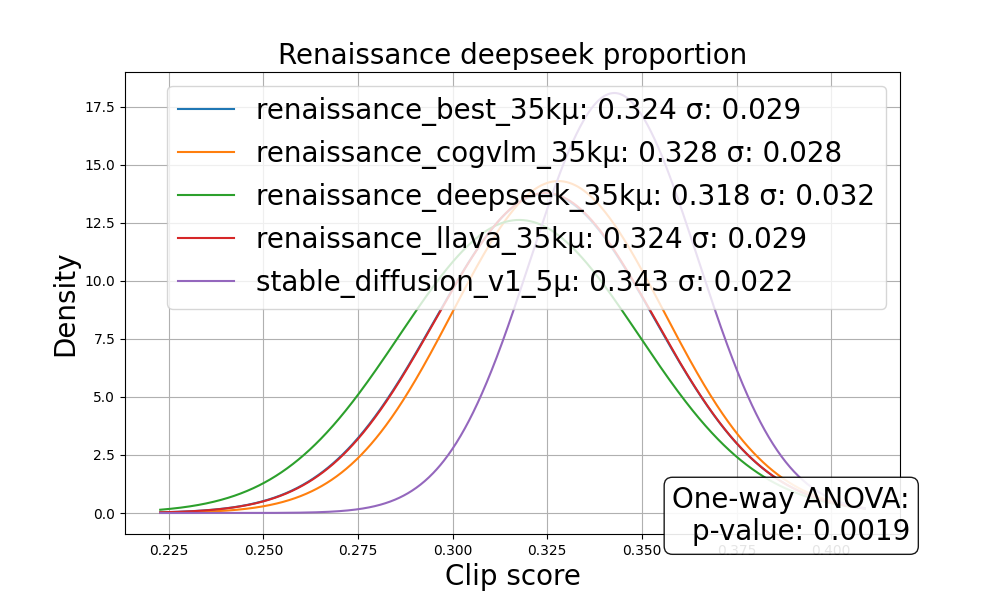 Renaissance deepseek proportion
renaissance_best_35kμ: 0.324 σ: 0.029
renaissance_cogvlm_35kμ: 0.328 σ: 0.028
renaissance_deepseek_35kμ: 0.318 σ: 0.032
renaissance_llava_35kμ: 0.324 σ: 0.029
stable_diffusion_v1_5μ: 0.343 σ: 0.022
17.5
15.0
12.5
10.0
7.5
5.0
2.5
0.0
Density
One-way ANOVA:
p-value: 0.0019
0.225 0.250 0.275 0.300 0.325 0.350 0.375 0.400
Clip score